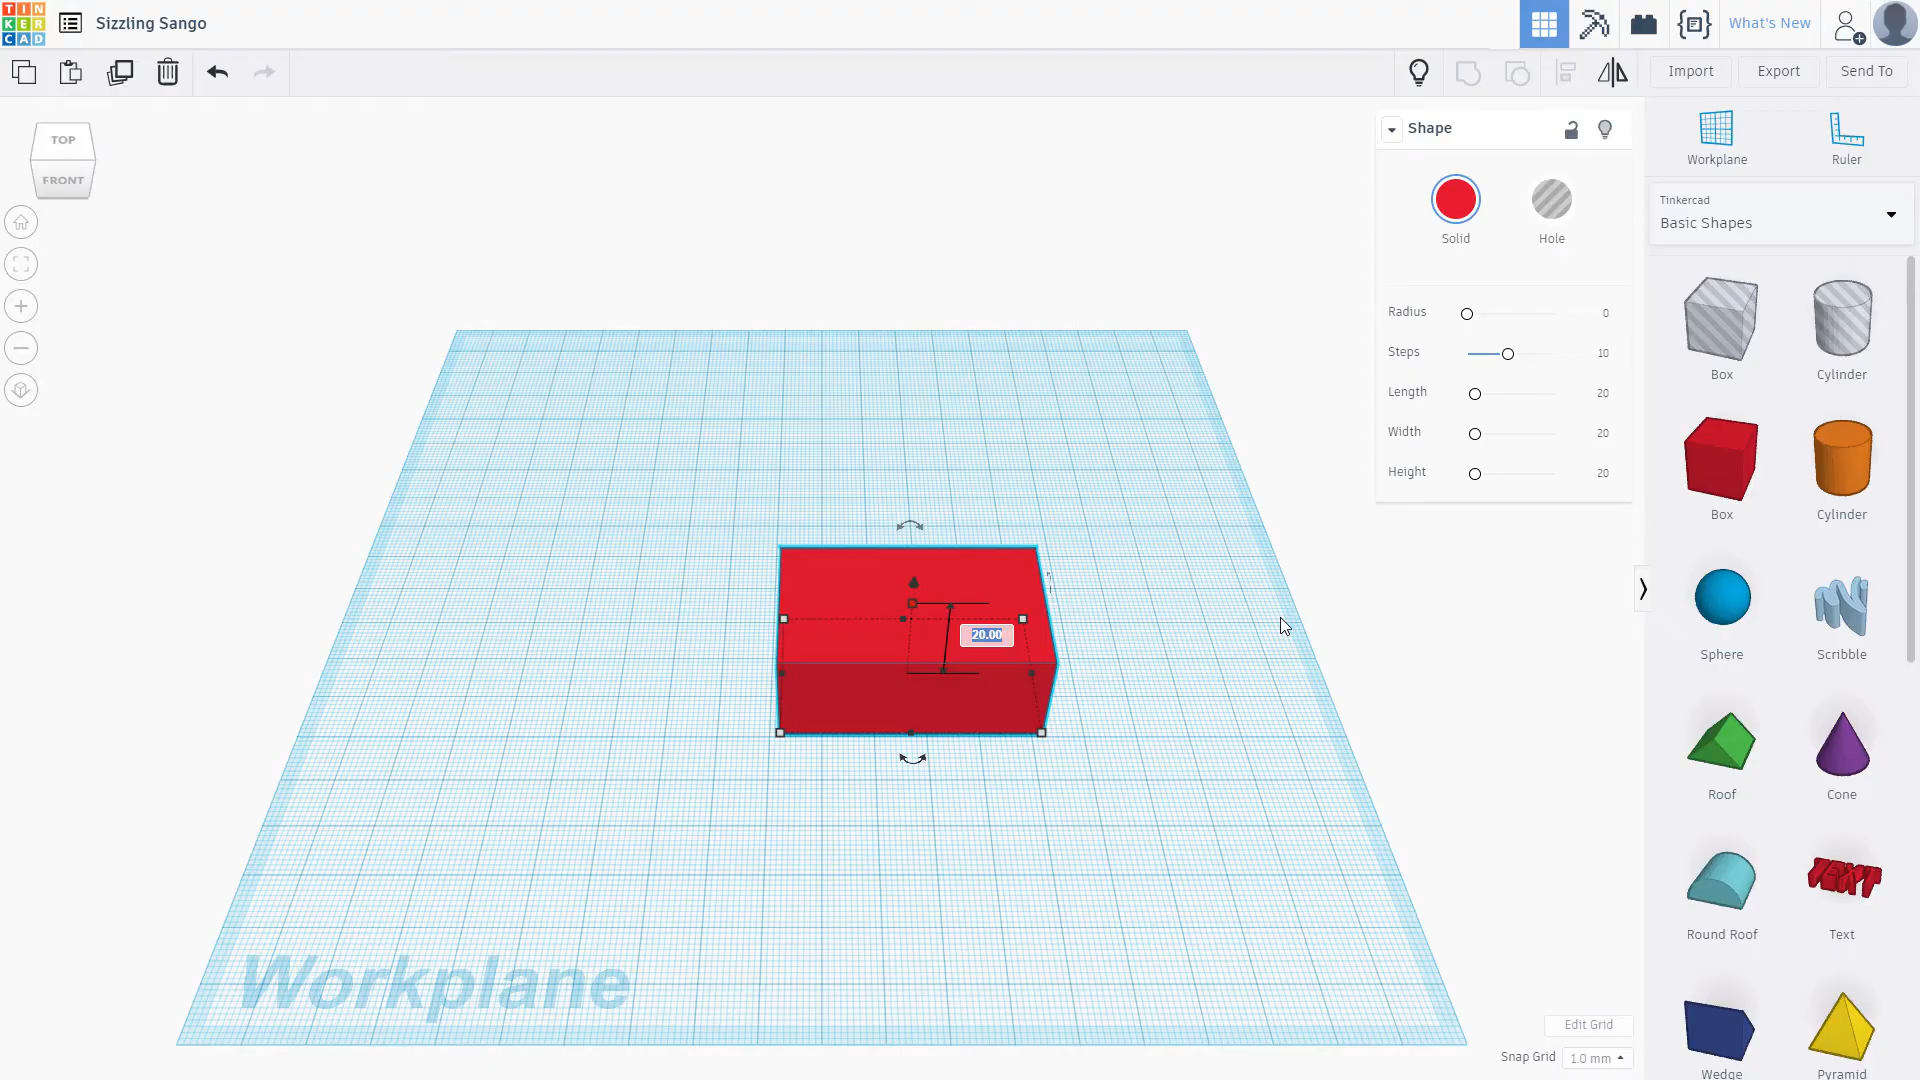 TIN
KER
CAD
Sizzling Sango
What's New
Import
Export
Send To
TOP
FRONT
Shape
Solid
Hole
Radius
0
Steps
10
Length
20
Width
20
Height
20
20.00
Workplane
Workplane
Ruler
Tinkercad
Basic Shapes
Box
Cylinder
Box
Cylinder
Sphere
Scribble
Roof
Cone
TEXT
Round Roof
Text
Wedge
Pyramid
Edit Grid
Snap Grid
1.0 mm